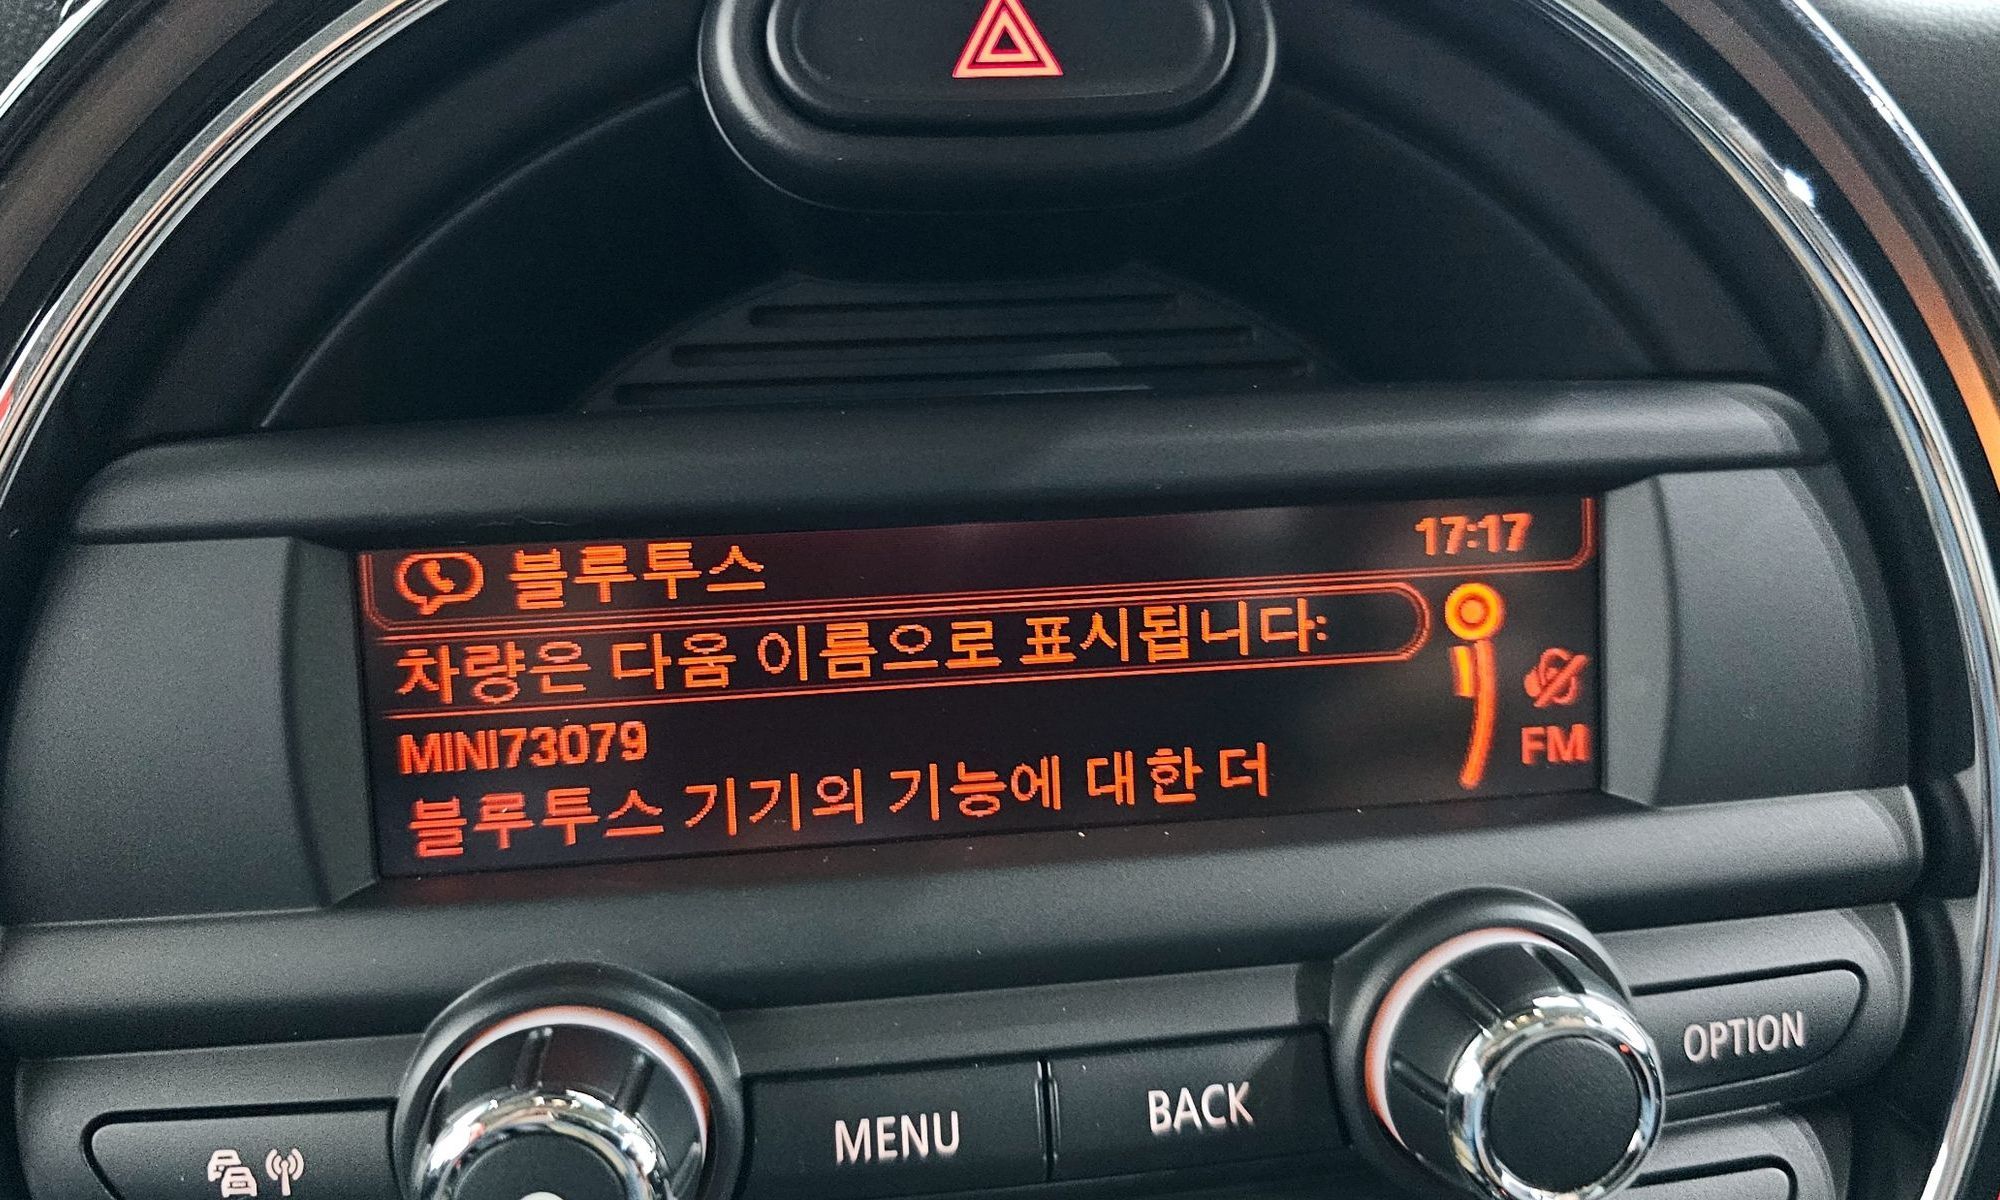 블루투스 17:17
차량은 다움 이름으로 표시됩니다:
MINI73079
블루투스 기기의 기능에 대한 더
FM
MENU
BACK
OPTION